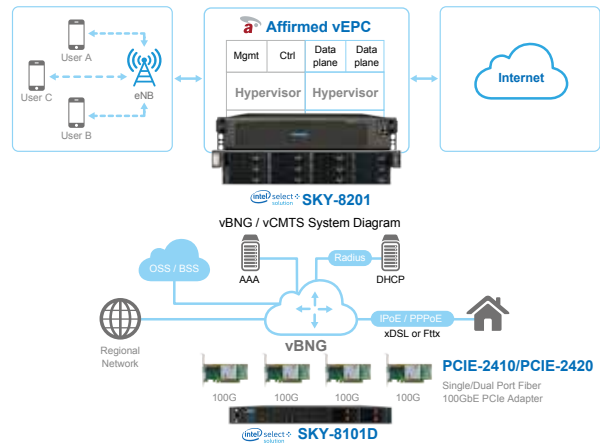 Affirmed vEPC
User A
User C
User B
eNB
Mgmt
Ctrl
Data plane
Data plane
Hypervisor
Hypervisor
Internet
intel select solution SKY-8201
vBNG / vCMTS System Diagram
OSS / BSS
AAA
Radius
DHCP
Regional
Network
vBNG
IPoE / PPPoE
xDSL or Fttx
100G
100G
100G
100G
PCIE-2410/PCIE-2420
Single/Dual Port Fiber
100GbE PCIe Adapter
intel select solution SKY-8101D